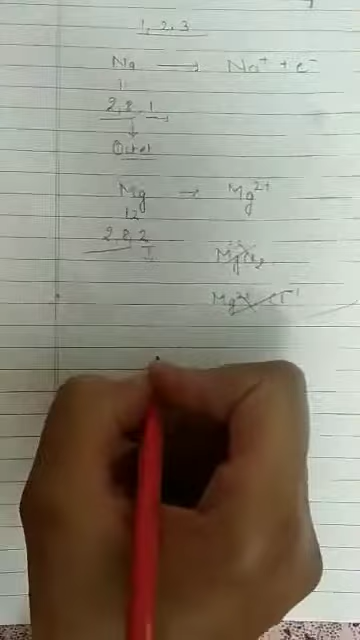 1, 2, 3
Na → Na⁺ + e⁻
11
2, 8, 1
Octet
Mg → Mg²⁺
12
2, 8, 2